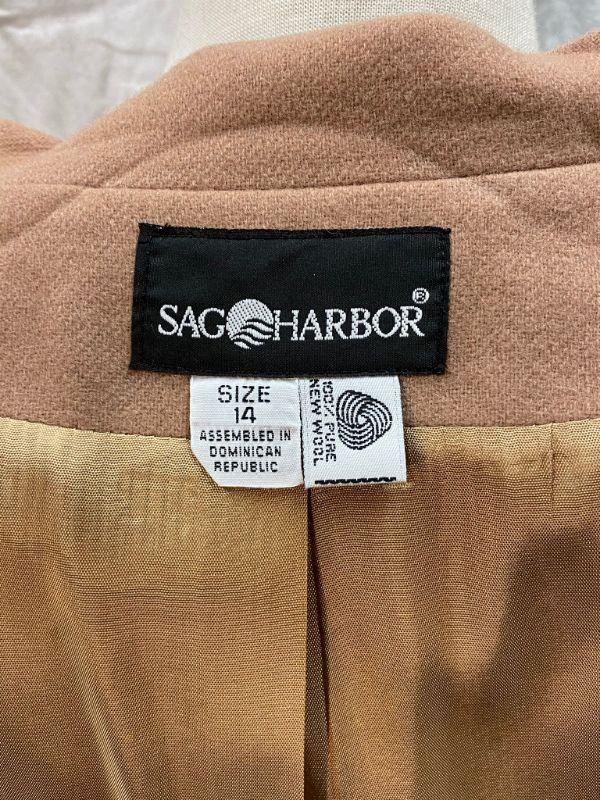 SAG HARBOR®
SIZE
14
ASSEMBLED IN
DOMINICAN
REPUBLIC
100% PURE
NEW WOOL